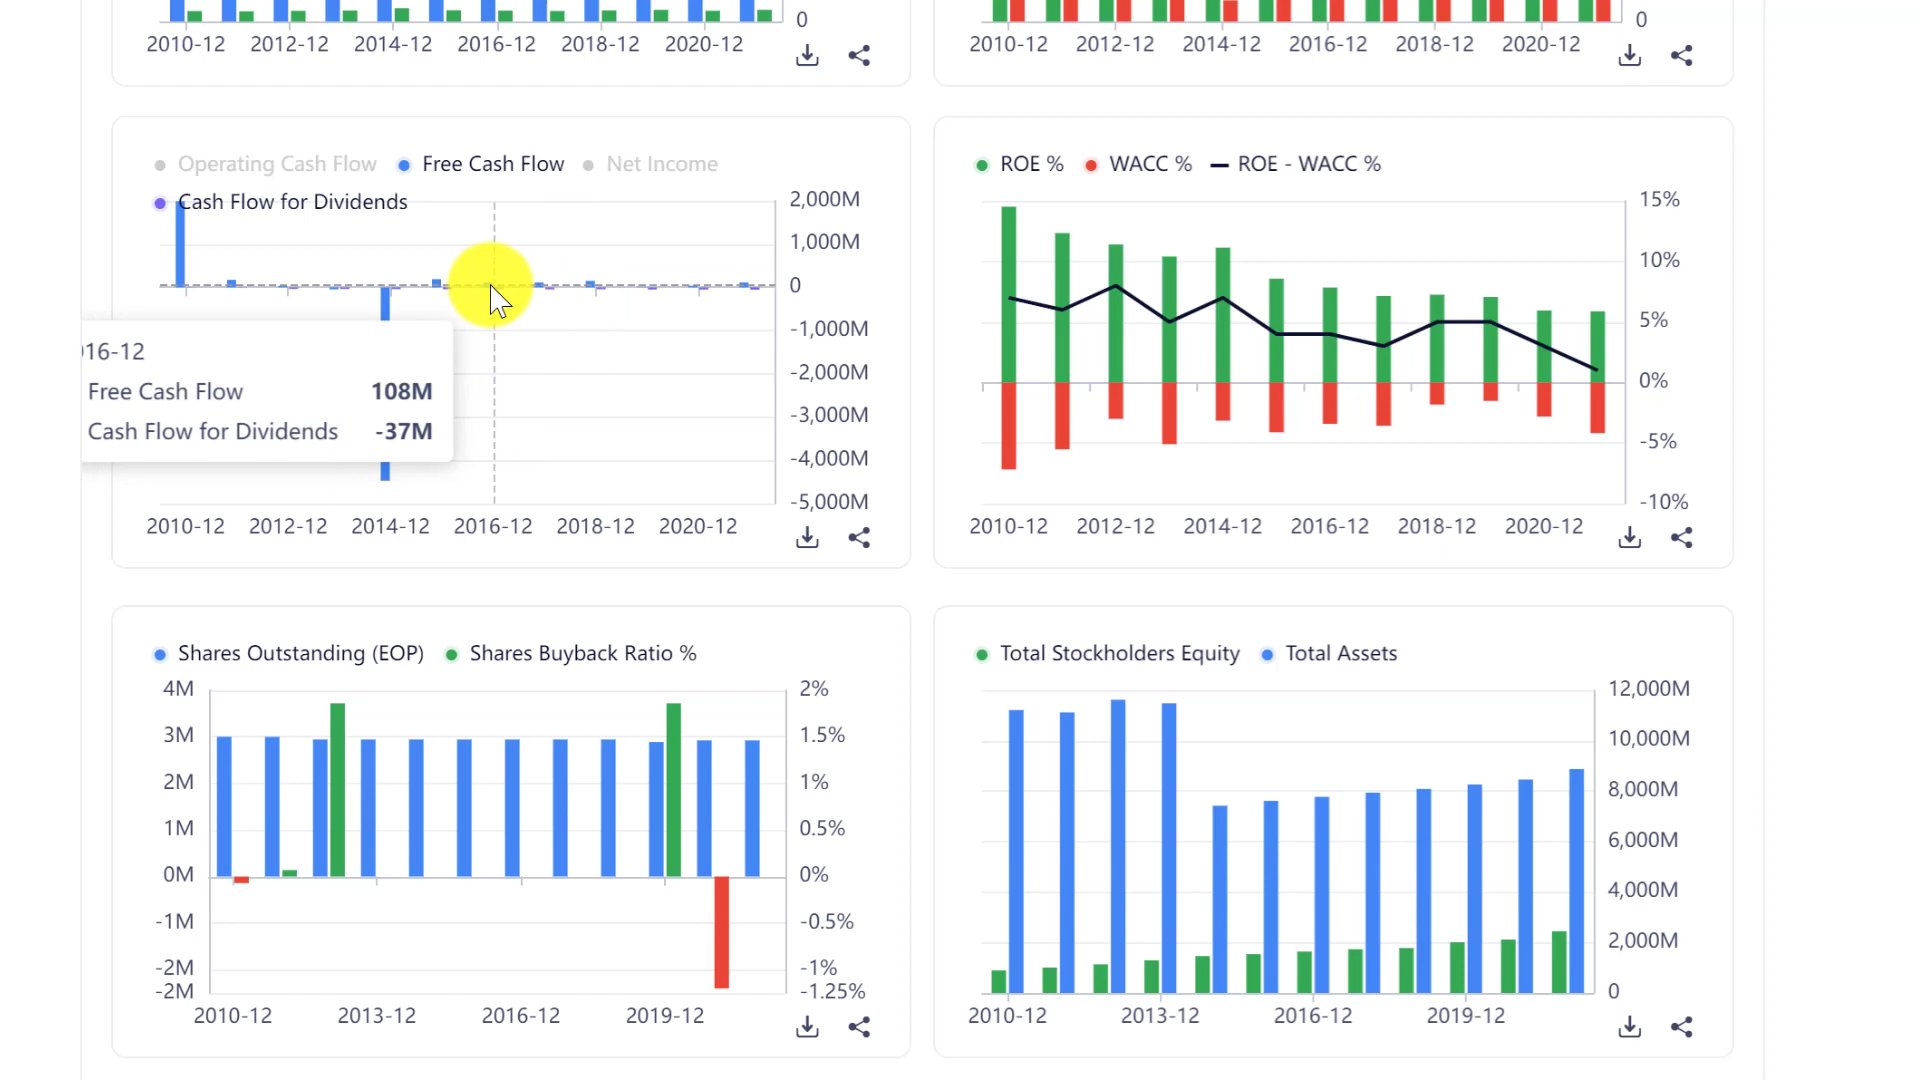 0
2010-12 2012-12 2014-12 2016-12 2018-12 2020-12
0
2010-12 2012-12 2014-12 2016-12 2018-12 2020-12
Operating Cash Flow Free Cash Flow Net Income
Cash Flow for Dividends
2,000M
1,000M
0
-1,000M
-2,000M
-3,000M
-4,000M
-5,000M
016-12
Free Cash Flow 108M
Cash Flow for Dividends -37M
2010-12 2012-12 2014-12 2016-12 2018-12 2020-12
ROE % WACC % ROE - WACC %
15%
10%
5%
0%
-5%
-10%
2010-12 2012-12 2014-12 2016-12 2018-12 2020-12
Shares Outstanding (EOP) Shares Buyback Ratio %
4M 2%
3M 1.5%
2M 1%
1M 0.5%
0M 0%
-1M -0.5%
-2M -1%
-2M -1.25%
2010-12 2013-12 2016-12 2019-12
Total Stockholders Equity Total Assets
12,000M
10,000M
8,000M
6,000M
4,000M
2,000M
0
2010-12 2013-12 2016-12 2019-12